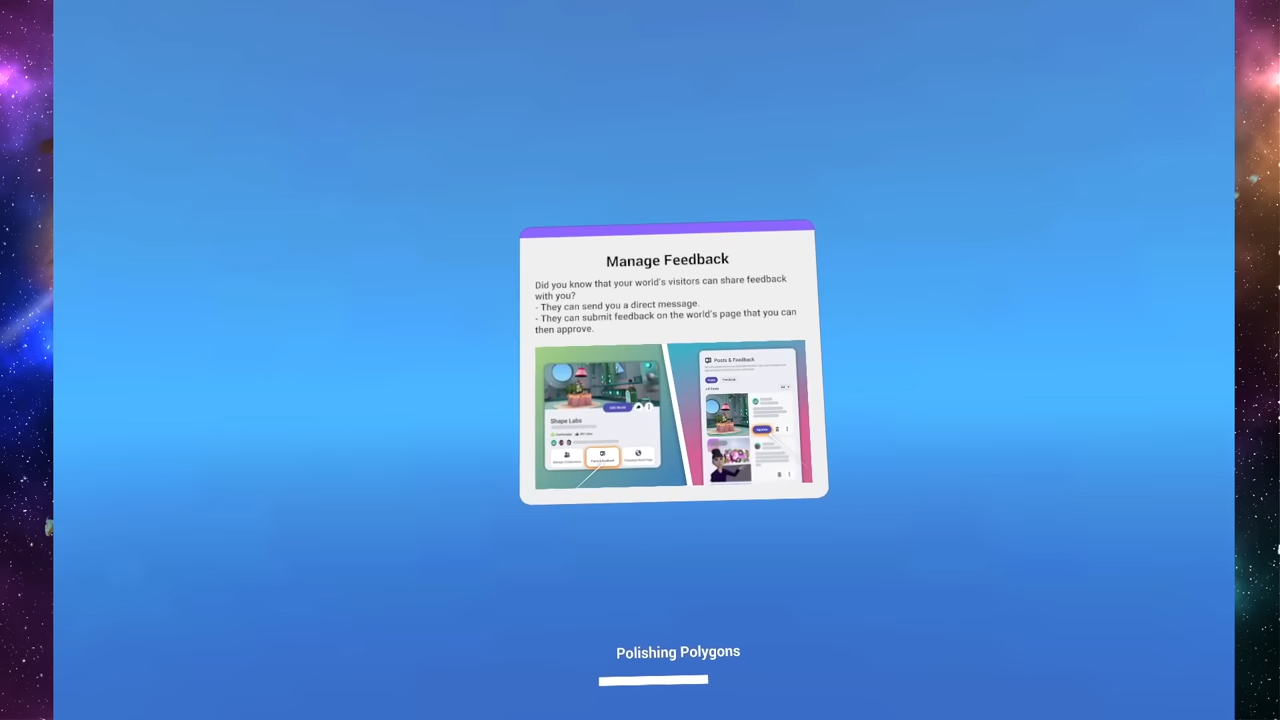 Manage Feedback
Did you know that your world's visitors can share feedback
with you?
- They can send you a direct message.
- They can submit feedback on the world's page that you can
then approve.
Shape Labs
Posts & Feedback
Polishing Polygons